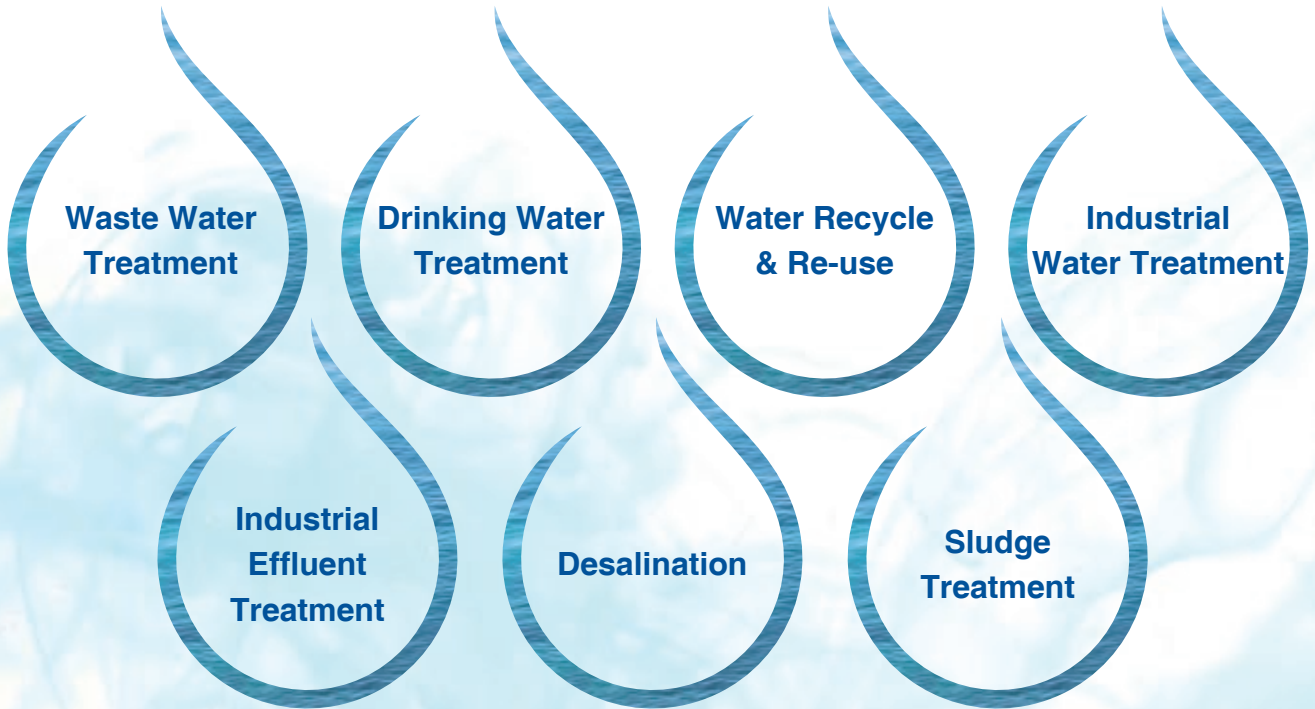 Waste Water
Treatment
Drinking Water
Treatment
Water Recycle
& Re-use
Industrial
Water Treatment
Industrial
Effluent
Treatment
Desalination
Sludge
Treatment